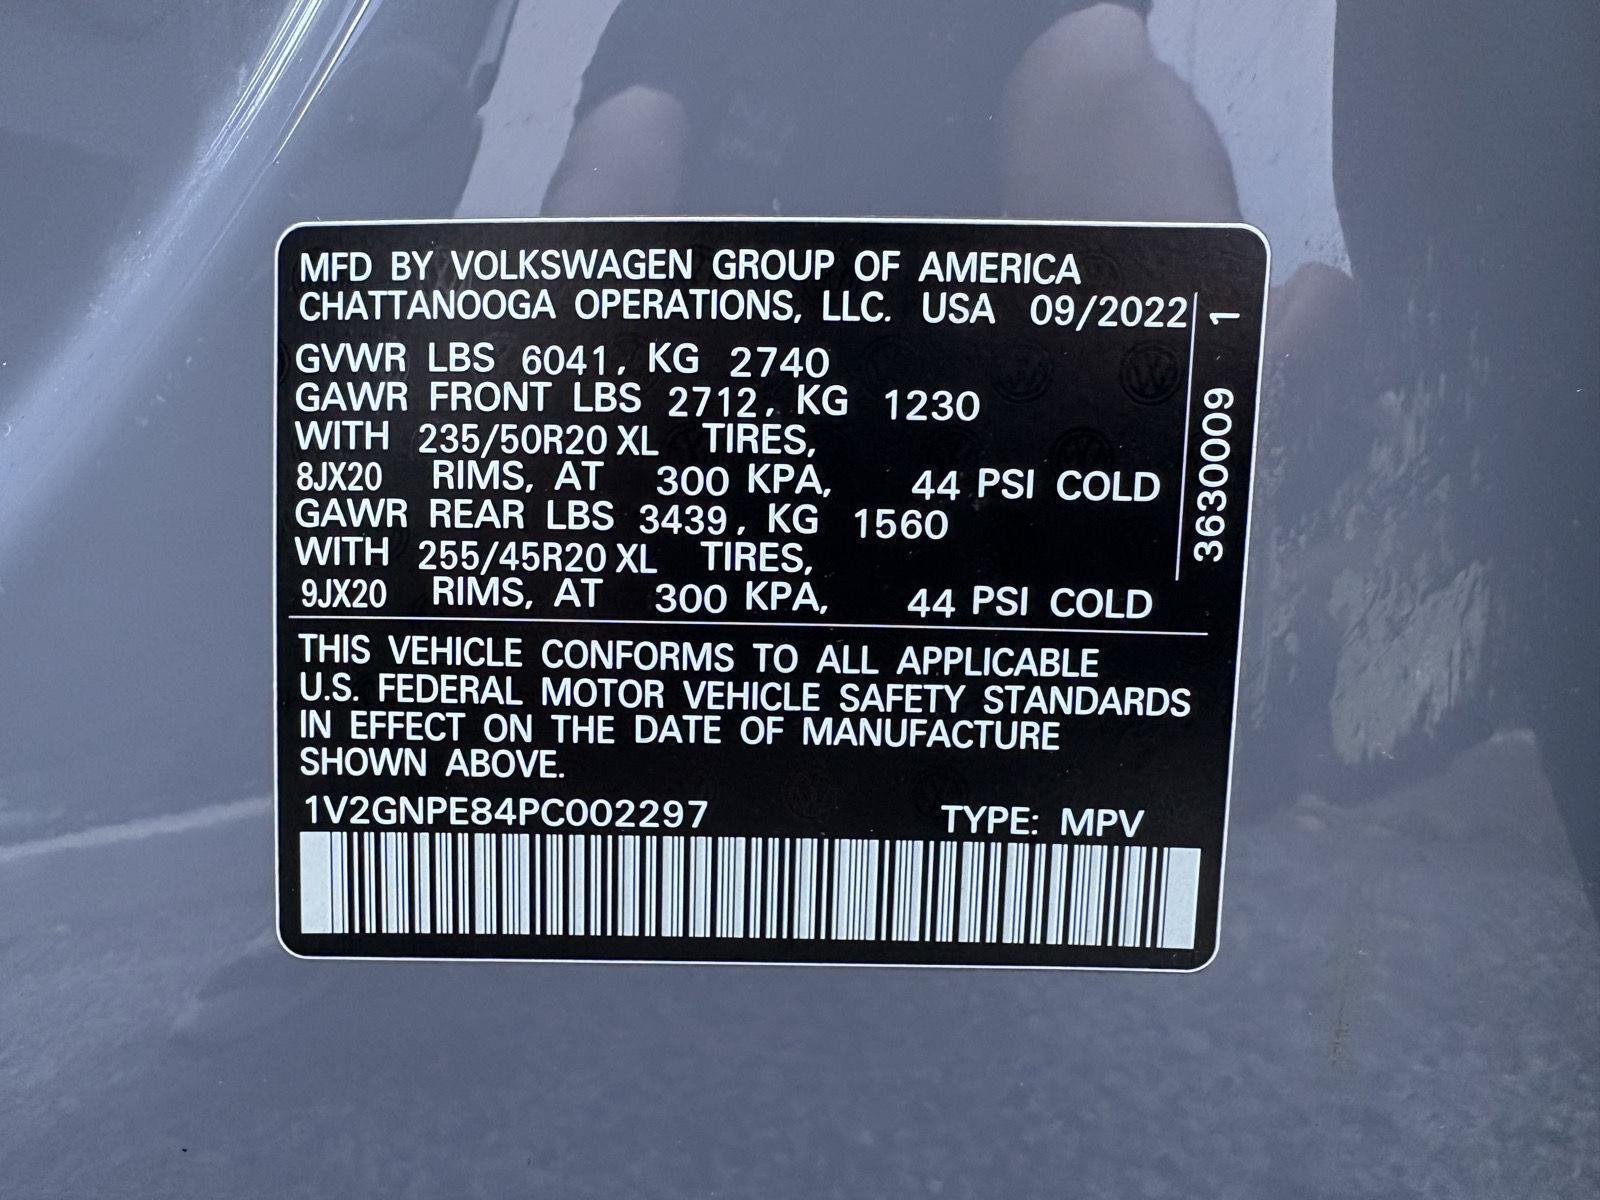 MFD BY VOLKSWAGEN GROUP OF AMERICA
CHATTANOOGA OPERATIONS, LLC. USA 09/2022
GVWR LBS 6041, KG 2740
GAWR FRONT LBS 2712, KG 1230
WITH 235/50R20 XL TIRES,
8JX20 RIMS, AT 300 KPA, 44 PSI COLD
GAWR REAR LBS 3439, KG 1560
WITH 255/45R20 XL TIRES,
9JX20 RIMS, AT 300 KPA, 44 PSI COLD
3630009 1
THIS VEHICLE CONFORMS TO ALL APPLICABLE
U.S. FEDERAL MOTOR VEHICLE SAFETY STANDARDS
IN EFFECT ON THE DATE OF MANUFACTURE
SHOWN ABOVE.
1V2GNPE84PC002297 TYPE: MPV